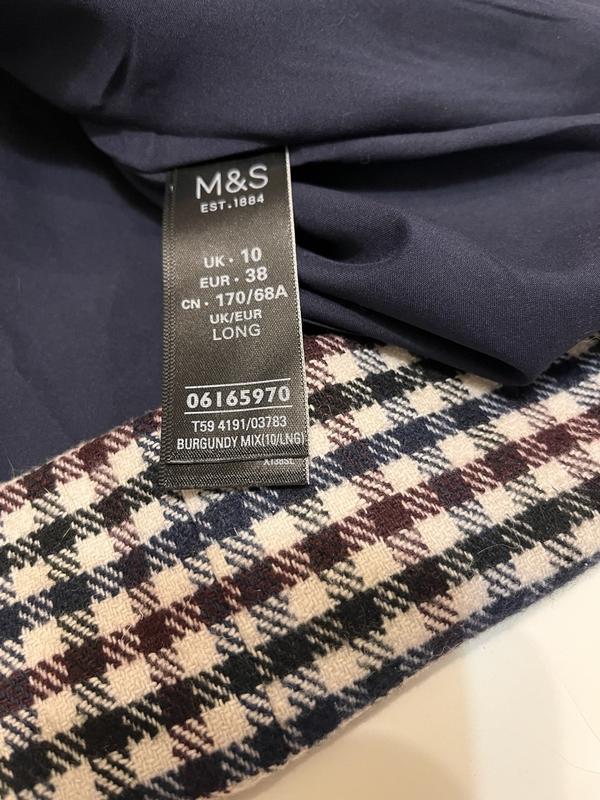 M&S
EST.1884
UK · 10
EUR · 38
CN · 170/68A
UK/EUR
LONG
06165970
T59 4191/03783
BURGUNDY MIX(10/LNG)